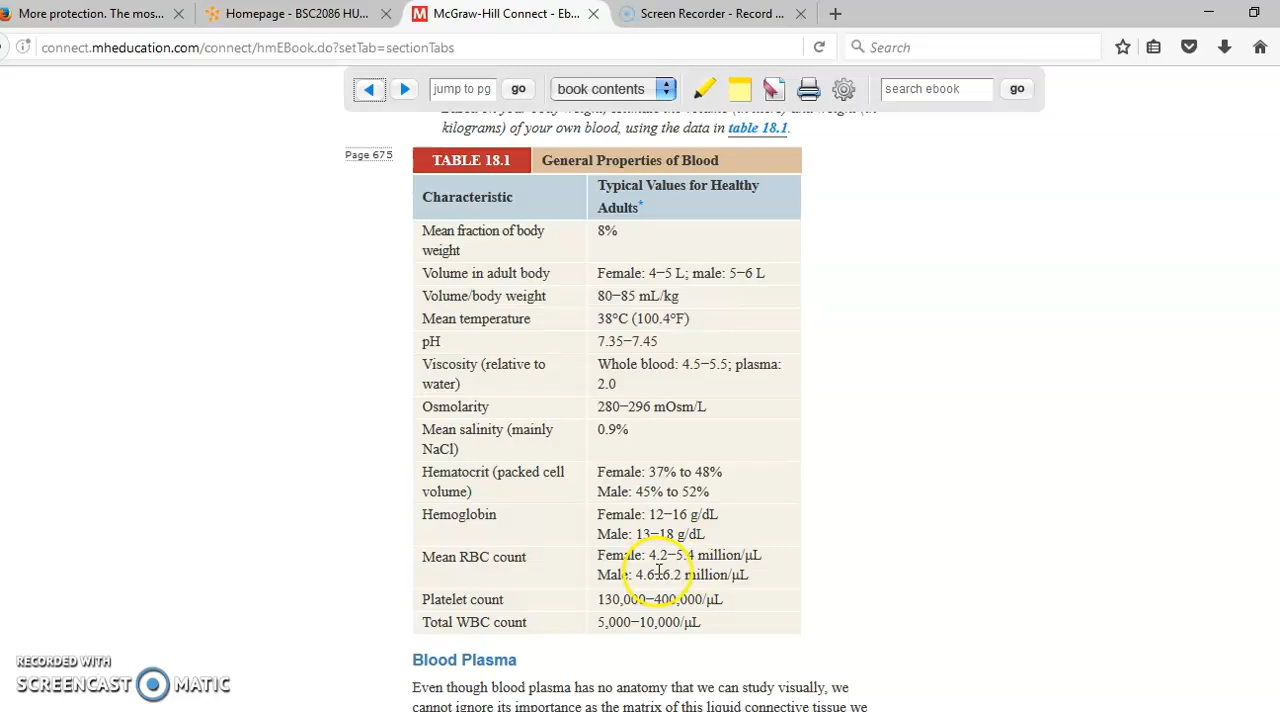 More protection. The mos...
Homepage - BSC2086 HU...
McGraw-Hill Connect - Eb...
Screen Recorder - Record ...
connect.mheducation.com/connect/hmEBook.do?setTab=sectionTabs
Search
jump to pg
go
book contents
search ebook
go
kilograms) of your own blood, using the data in table 18.1.
Page 675
TABLE 18.1 General Properties of Blood
Characteristic
Typical Values for Healthy
Adults*
Mean fraction of body
weight
8%
Volume in adult body
Female: 4−5 L; male: 5−6 L
Volume/body weight
80−85 mL/kg
Mean temperature
38°C (100.4°F)
pH
7.35−7.45
Viscosity (relative to
water)
Whole blood: 4.5−5.5; plasma:
2.0
Osmolarity
280−296 mOsm/L
Mean salinity (mainly
NaCl)
0.9%
Hematocrit (packed cell
volume)
Female: 37% to 48%
Male: 45% to 52%
Hemoglobin
Female: 12−16 g/dL
Male: 13−18 g/dL
Mean RBC count
Female: 4.2−5.4 million/μL
Male: 4.6−6.2 million/μL
Platelet count
130,000−400,000/μL
Total WBC count
5,000−10,000/μL
Blood Plasma
Even though blood plasma has no anatomy that we can study visually, we
cannot ignore its importance as the matrix of this liquid connective tissue we
RECORDED WITH
SCREENCAST MATIC